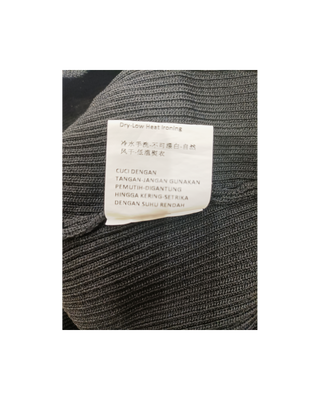 Dry-Low Heat Ironing
冷水手洗-不可漂白-自然
风干-低温熨衣
CUCI DENGAN
TANGAN JANGAN GUNAKAN
PEMUTIH-DIGANTUNG
HINGGA KERING-SETRIKA
DENGAN SUHU RENDAH